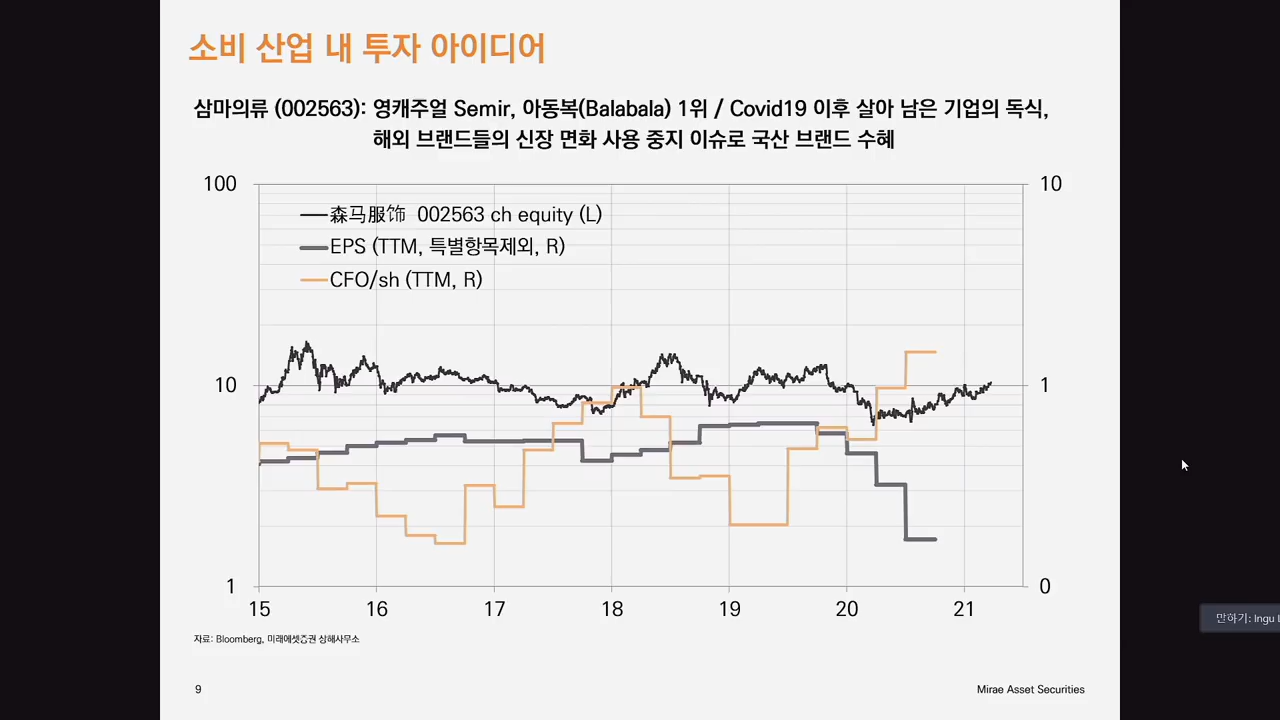 소비 산업 내 투자 아이디어
삼마의류 (002563): 영캐주얼 Semir, 아동복(Balabala) 1위 / Covid19 이후 살아 남은 기업의 독식,
해외 브랜드들의 신장 면화 사용 중지 이슈로 국산 브랜드 수혜
100
10
森马服饰 002563 ch equity (L)
EPS (TTM, 특별항목제외, R)
CFO/sh (TTM, R)
10
1
1
0
15 16 17 18 19 20 21
자료: Bloomberg, 미래에셋증권 상해사무소
말하기: Ingu
9
Mirae Asset Securities